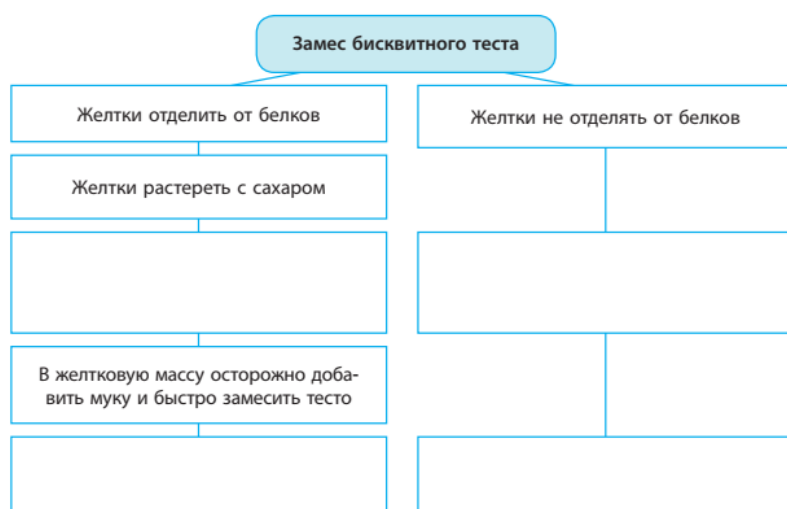 Замес бисквитного теста
Желтки отделить от белков
Желтки не отделять от белков
Желтки растереть с сахаром
В желтковую массу осторожно доба-
вить муку и быстро замесить тесто